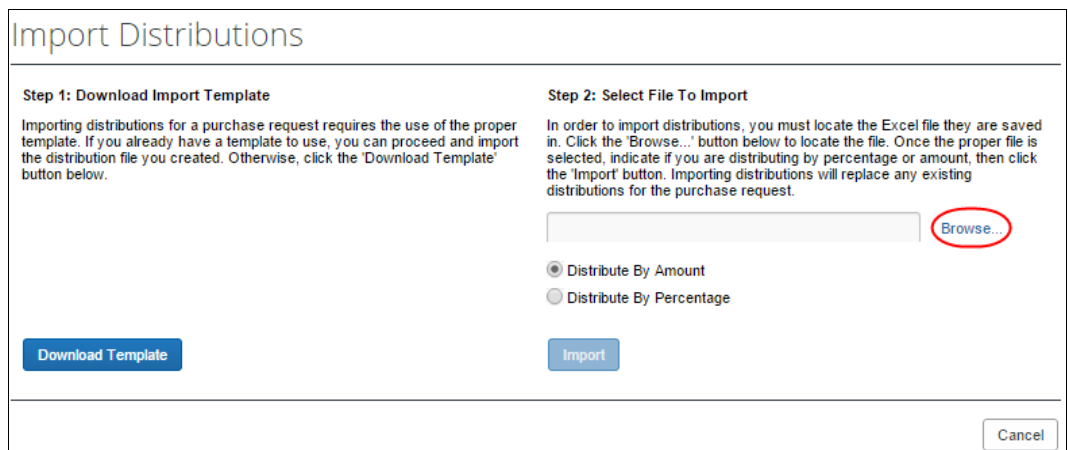 Import Distributions
Step 1: Download Import Template
Importing distributions for a purchase request requires the use of the proper
template. If you already have a template to use, you can proceed and import
the distribution file you created. Otherwise, click the 'Download Template'
button below.
Download Template
Step 2: Select File To Import
In order to import distributions, you must locate the Excel file they are saved
in. Click the 'Browse...' button below to locate the file. Once the proper file is
selected, indicate if you are distributing by percentage or amount, then click
the 'Import' button. Importing distributions will replace any existing
distributions for the purchase request.
Browse...
Distribute By Amount
Distribute By Percentage
Import
Cancel